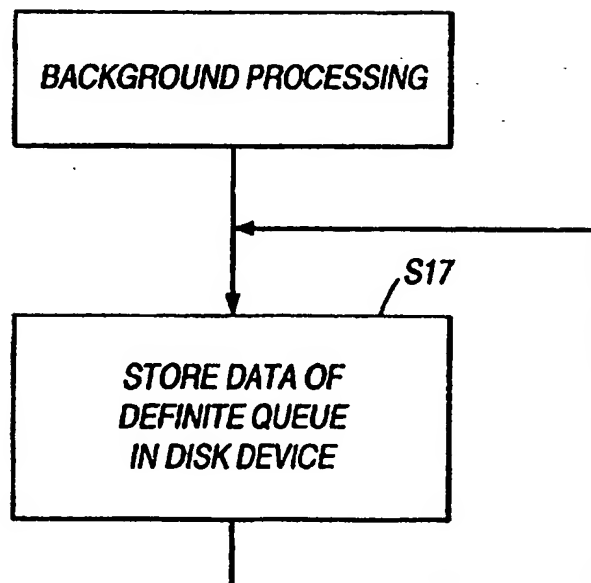 BACKGROUND PROCESSING
S17
STORE DATA OF
DEFINITE QUEUE
IN DISK DEVICE